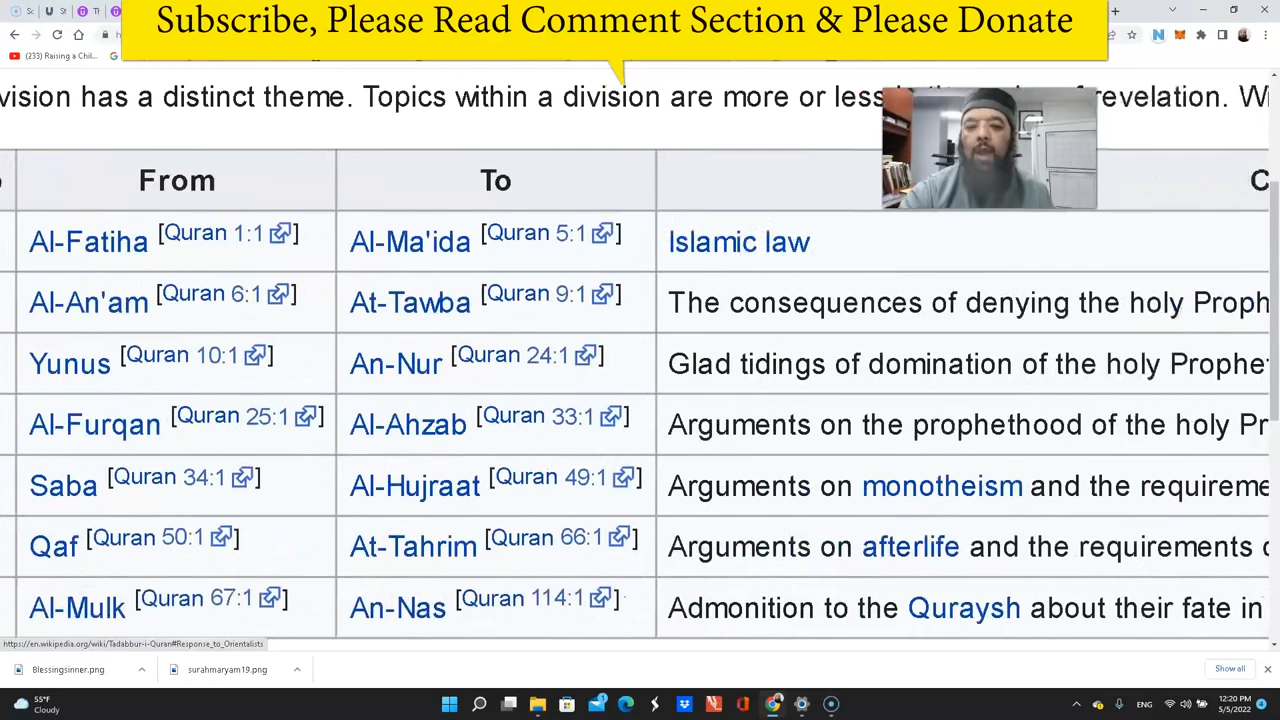 Subscribe, Please Read Comment Section & Please Donate
(233) Raising a Chil...
vision has a distinct theme. Topics within a division are more or less revelation. Wi
From To C
Al-Fatiha [Quran 1:1] Al-Ma'ida [Quran 5:1] Islamic law
Al-An'am [Quran 6:1] At-Tawba [Quran 9:1] The consequences of denying the holy Proph
Yunus [Quran 10:1] An-Nur [Quran 24:1] Glad tidings of domination of the holy Prophe
Al-Furqan [Quran 25:1] Al-Ahzab [Quran 33:1] Arguments on the prophethood of the holy Pr
Saba [Quran 34:1] Al-Hujraat [Quran 49:1] Arguments on monotheism and the requireme
Qaf [Quran 50:1] At-Tahrim [Quran 66:1] Arguments on afterlife and the requirements
Al-Mulk [Quran 67:1] An-Nas [Quran 114:1] Admonition to the Quraysh about their fate in
https://en.wikipedia.org/wiki/Tadabbur-i-Quran#Response_to_Orientalists
Blessingsinner.png surahmaryam19.png Show all
55°F
Cloudy
ENG
12:20 PM
5/5/2022